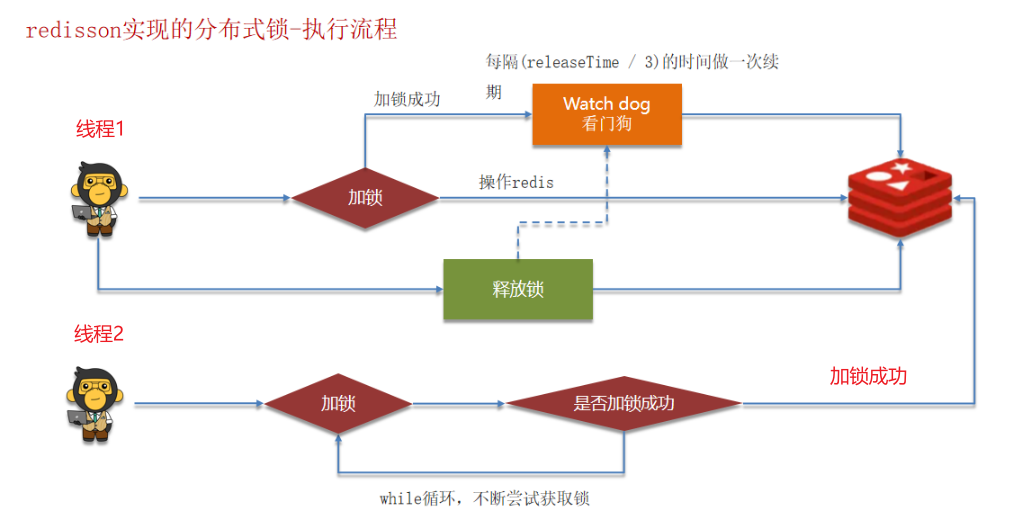 redisson实现的分布式锁-执行流程
每隔(releaseTime / 3)的时间做一次续
期
加锁成功
Watch dog
看门狗
线程1
加锁
操作redis
释放锁
线程2
加锁
是否加锁成功
加锁成功
while循环，不断尝试获取锁